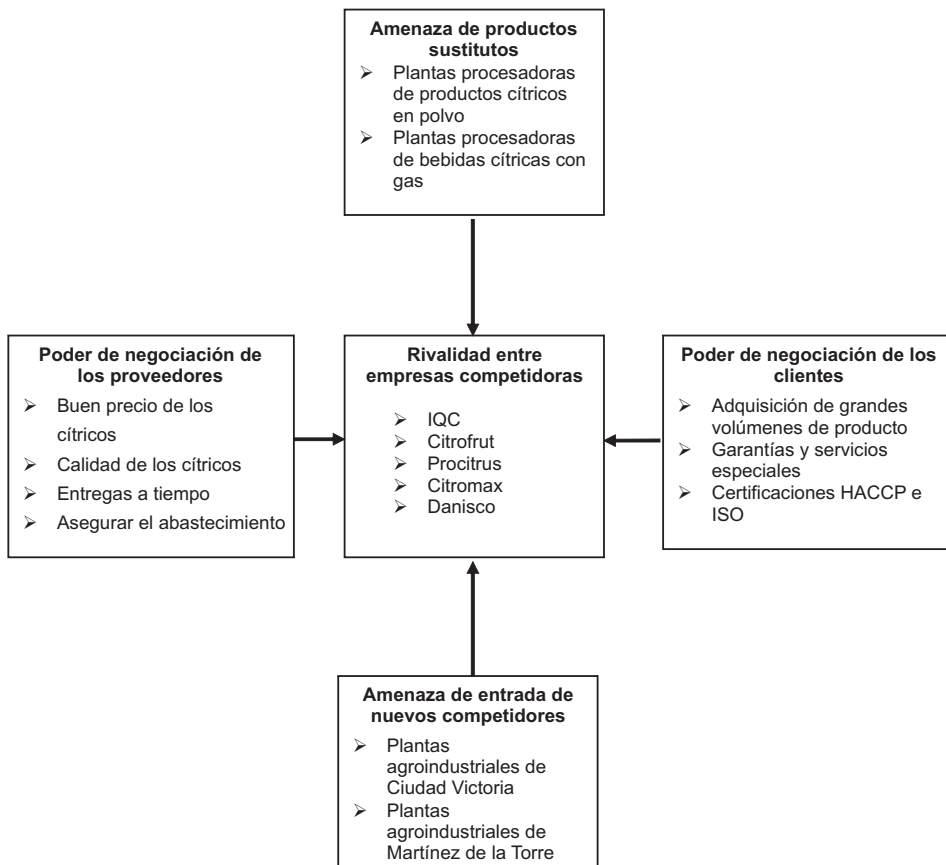 Amenaza de productos
sustitutos
➢ Plantas procesadoras
de productos cítricos
en polvo
➢ Plantas procesadoras
de bebidas cítricas con
gas
Poder de negociación de
los proveedores
➢ Buen precio de los
cítricos
➢ Calidad de los cítricos
➢ Entregas a tiempo
➢ Asegurar el abastecimiento
Rivalidad entre
empresas competidoras
➢ IQC
➢ Citrofrut
➢ Procitrus
➢ Citromax
➢ Danisco
Poder de negociación de los
clientes
➢ Adquisición de grandes
volúmenes de producto
➢ Garantías y servicios
especiales
➢ Certificaciones HACCP e
ISO
Amenaza de entrada de
nuevos competidores
➢ Plantas
agroindustriales de
Ciudad Victoria
➢ Plantas
agroindustriales de
Martínez de la Torre